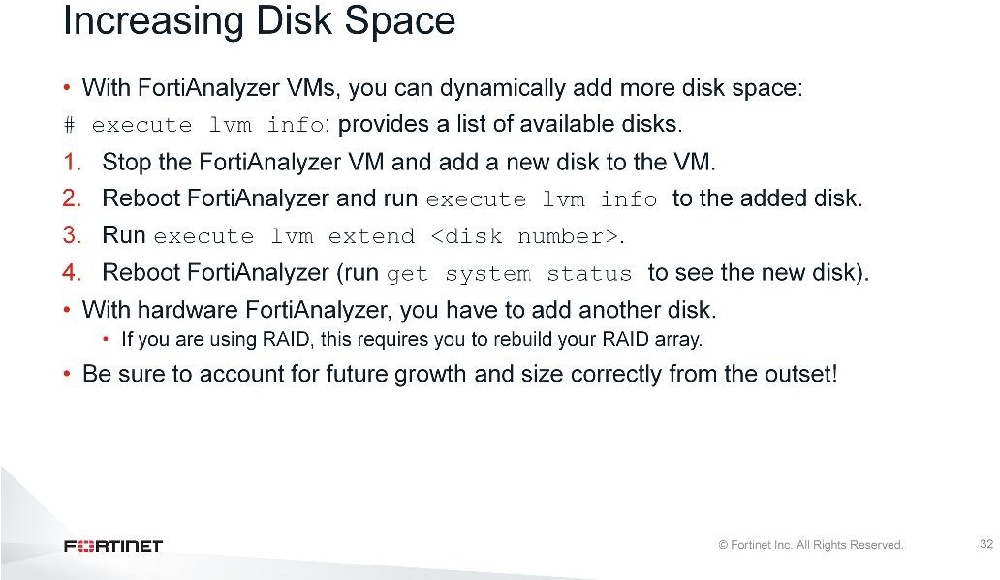 Increasing Disk Space
• With FortiAnalyzer VMs, you can dynamically add more disk space:
# execute lvm info: provides a list of available disks.
1. Stop the FortiAnalyzer VM and add a new disk to the VM.
2. Reboot FortiAnalyzer and run execute lvm info to the added disk.
3. Run execute lvm extend <disk number>.
4. Reboot FortiAnalyzer (run get system status to see the new disk).
• With hardware FortiAnalyzer, you have to add another disk.
• If you are using RAID, this requires you to rebuild your RAID array.
• Be sure to account for future growth and size correctly from the outset!
FORTINET
© Fortinet Inc. All Rights Reserved.
32